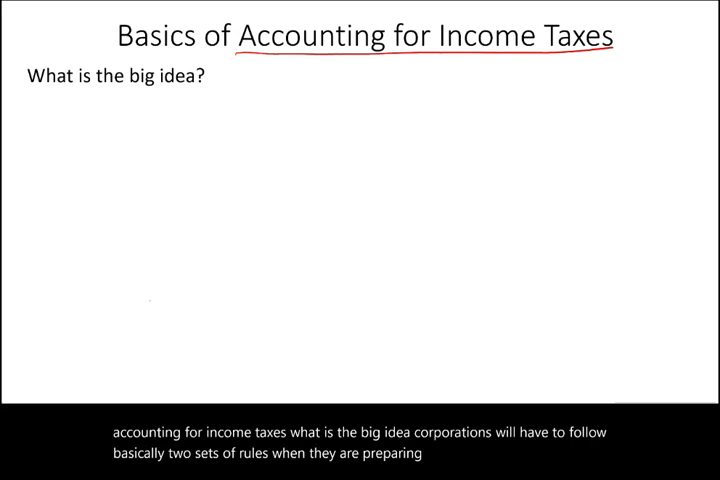 Basics of Accounting for Income Taxes
What is the big idea?
accounting for income taxes what is the big idea corporations will have to follow
basically two sets of rules when they are preparing